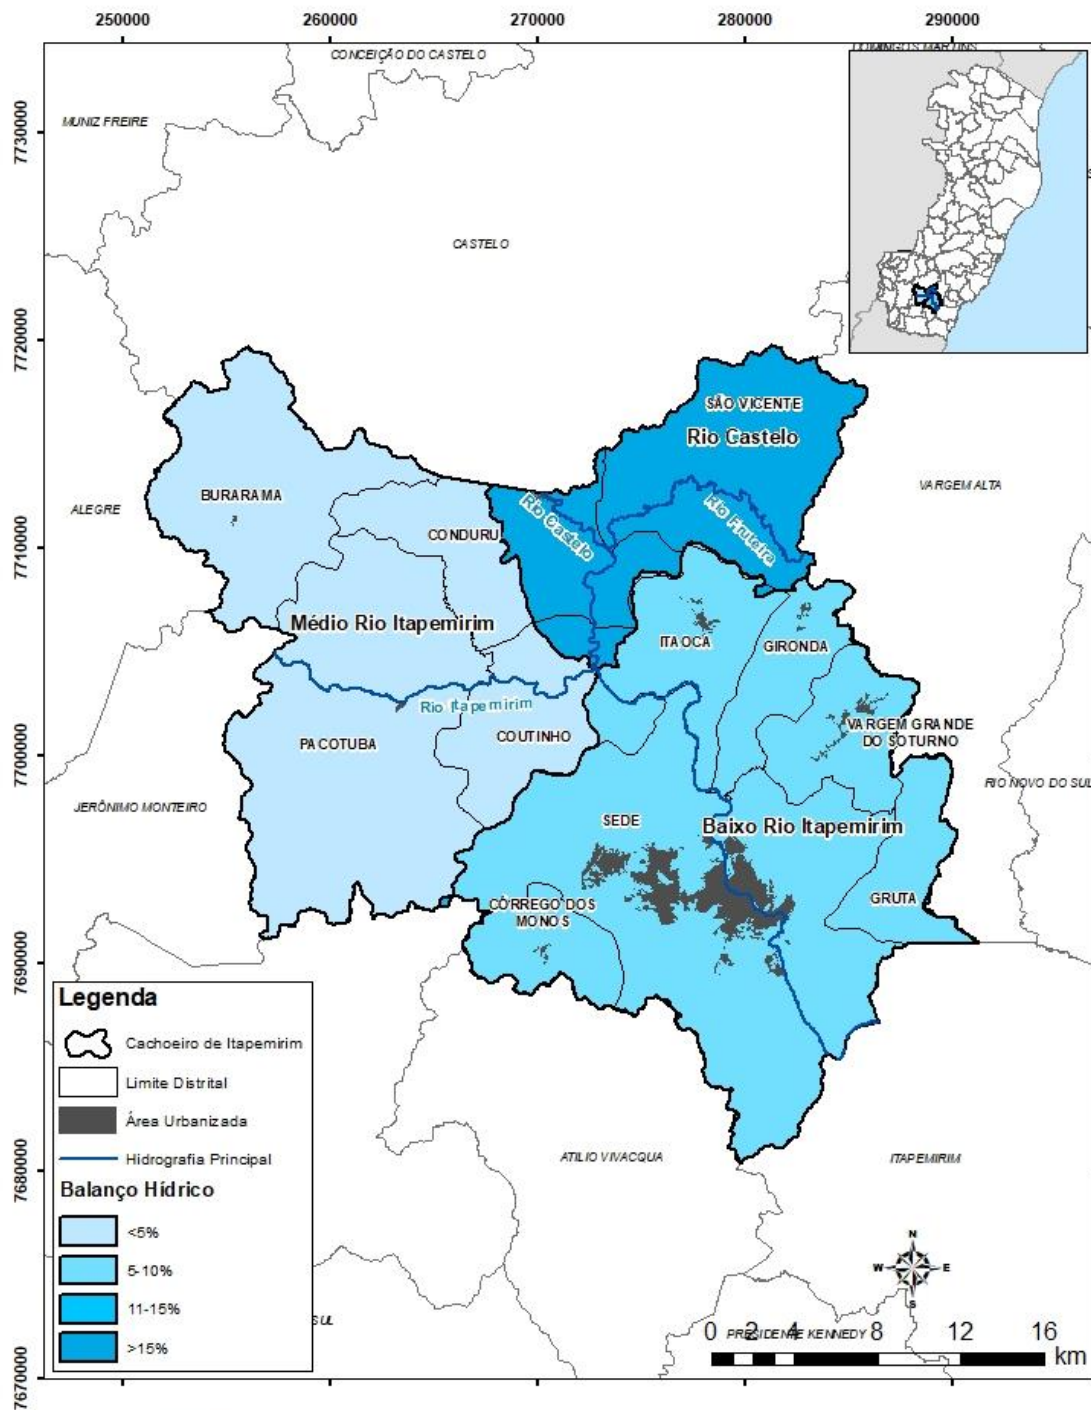 250000 260000 270000 280000 290000
DOMINGOS MARTINS
CONCEIÇÃO DO CASTELO
MUNIZ FREIRE
7730000
CASTELO
7720000
SÃO VICENTE
Rio Castelo
BURARAMA
ALEGRE
VARGEM ALTA
Rio Castelo
Rio Fruteira
CONDURU
7710000
Médio Rio Itapemirim
ITAOCA
GIRONDA
Rio Itapemirim
PACOTUBA
COUTINHO
VARGEM GRANDE
DO SOTURNO
7700000
RIO NOVO DO SUL
JERÔNIMO MONTEIRO
SEDE
Baixo Rio Itapemirim
CÓRREGO DOS
MONOS
GRUTA
7690000
Legenda
Cachoeiro de Itapemirim
Limite Distrital
Área Urbanizada
Hidrografia Principal
Balanço Hídrico
<5%
5-10%
11-15%
>15%
ATILIO VIVACQUA
ITAPEMIRIM
7680000
N
W E
S
SUL
PRESIDENTE KENNEDY
0 2 4 8 12 16
km
7670000